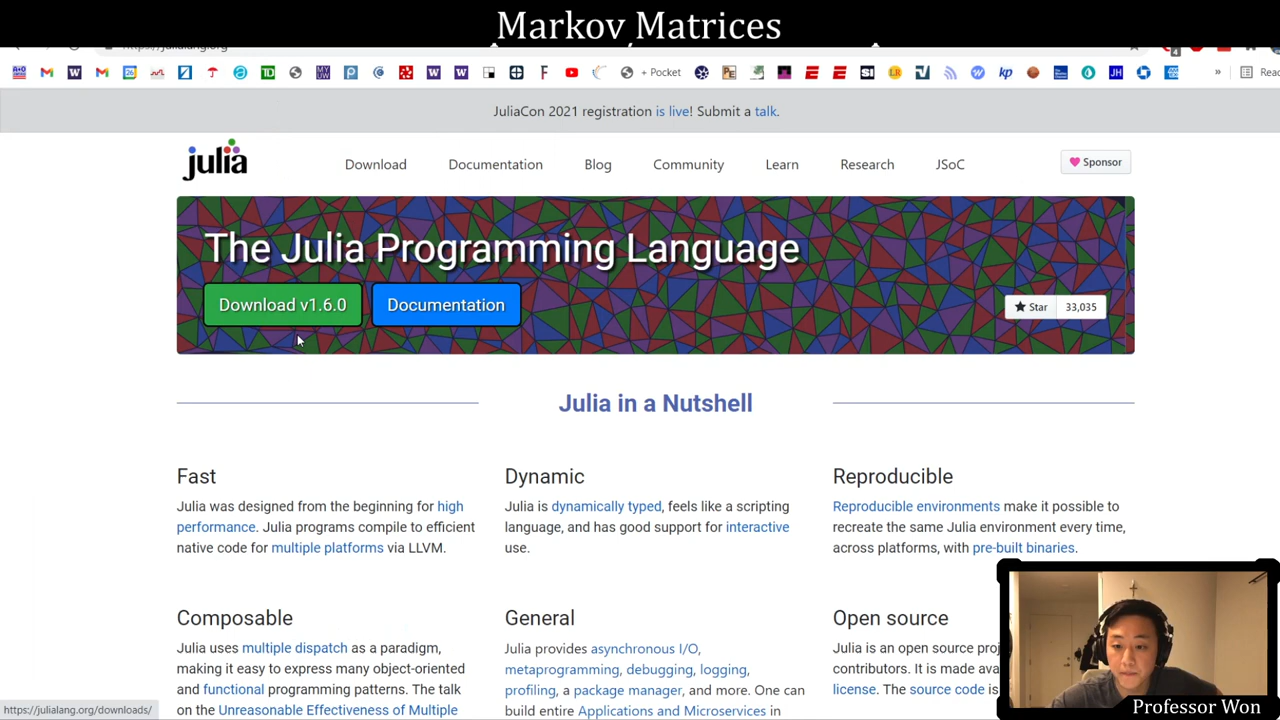 Markov Matrices
https://julialang.org
+ Pocket
» Reac
JuliaCon 2021 registration is live! Submit a talk.
julia
Download Documentation Blog Community Learn Research JSoC Sponsor
The Julia Programming Language
Download v1.6.0 Documentation
Star 33,035
Julia in a Nutshell
Fast
Julia was designed from the beginning for high
performance. Julia programs compile to efficient
native code for multiple platforms via LLVM.
Dynamic
Julia is dynamically typed, feels like a scripting
language, and has good support for interactive
use.
Reproducible
Reproducible environments make it possible to
recreate the same Julia environment every time,
across platforms, with pre-built binaries.
Composable
Julia uses multiple dispatch as a paradigm,
making it easy to express many object-oriented
and functional programming patterns. The talk
on the Unreasonable Effectiveness of Multiple
General
Julia provides asynchronous I/O,
metaprogramming, debugging, logging,
profiling, a package manager, and more. One can
build entire Applications and Microservices in
Open source
Julia is an open source proj
contributors. It is made ava
license. The source code is
https://julialang.org/downloads/
Professor Won